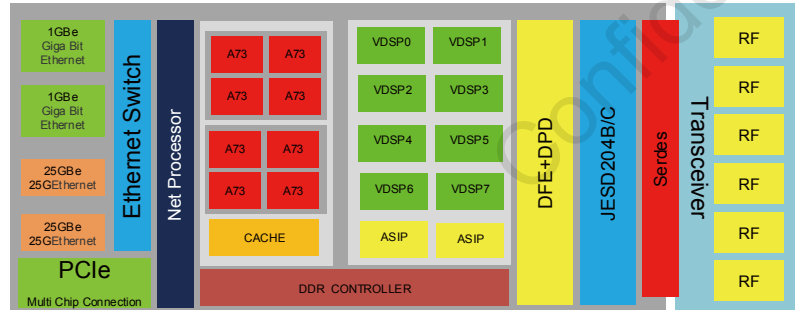 1GBe
Giga Bit
Ethernet
1GBe
Giga Bit
Ethernet
25GBe
25GEthernet
25GBe
25GEthernet
PCIe
Multi Chip Connection
Ethernet Switch
Net Processor
A73 A73
A73 A73
A73 A73
A73 A73
CACHE
VDSP0 VDSP1
VDSP2 VDSP3
VDSP4 VDSP5
VDSP6 VDSP7
ASIP ASIP
DDR CONTROLLER
DFE+DPD
JESD204B/C
Serdes
Transceiver
RF
RF
RF
RF
RF
RF